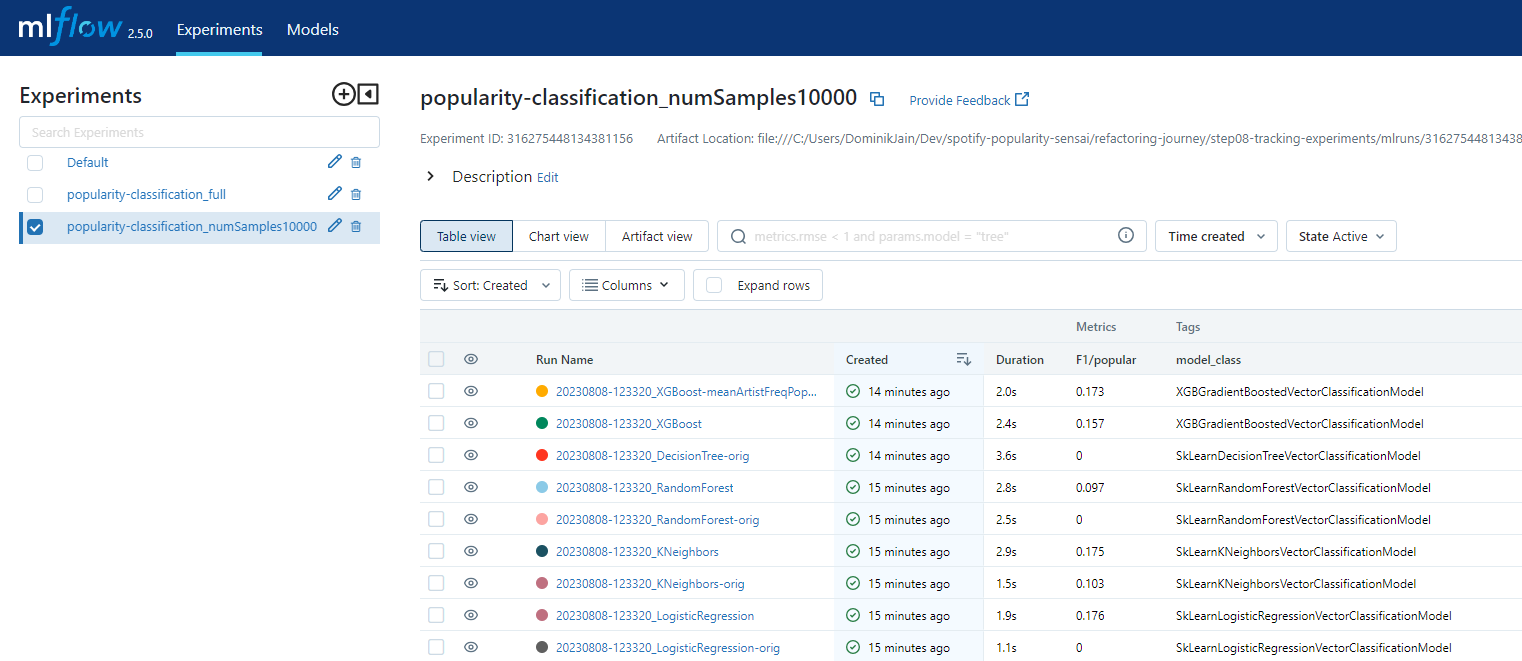 mlflow 2.5.0 Experiments Models
Experiments
Search Experiments
Default
popularity-classification_full
popularity-classification_numSamples10000
popularity-classification_numSamples10000 Provide Feedback
Experiment ID: 316275448134381156 Artifact Location: file:///C:/Users/DominikJain/Dev/spotify-popularity-sensai/refactoring-journey/step08-tracking-experiments/mlruns/31627544813438
Description Edit
Table view Chart view Artifact view metrics.rmse < 1 and params.model = "tree" Time created State Active
Sort: Created Columns Expand rows
Metrics Tags
Run Name Created Duration F1/popular model_class
20230808-123320_XGBoost-meanArtistFreqPop... 14 minutes ago 2.0s 0.173 XGBGradientBoostedVectorClassificationModel
20230808-123320_XGBoost 14 minutes ago 2.4s 0.157 XGBGradientBoostedVectorClassificationModel
20230808-123320_DecisionTree-orig 14 minutes ago 3.6s 0 SkLearnDecisionTreeVectorClassificationModel
20230808-123320_RandomForest 15 minutes ago 2.8s 0.097 SkLearnRandomForestVectorClassificationModel
20230808-123320_RandomForest-orig 15 minutes ago 2.5s 0 SkLearnRandomForestVectorClassificationModel
20230808-123320_KNeighbors 15 minutes ago 2.9s 0.175 SkLearnKNeighborsVectorClassificationModel
20230808-123320_KNeighbors-orig 15 minutes ago 1.5s 0.103 SkLearnKNeighborsVectorClassificationModel
20230808-123320_LogisticRegression 15 minutes ago 1.9s 0.176 SkLearnLogisticRegressionVectorClassificationModel
20230808-123320_LogisticRegression-orig 15 minutes ago 1.1s 0 SkLearnLogisticRegressionVectorClassificationModel